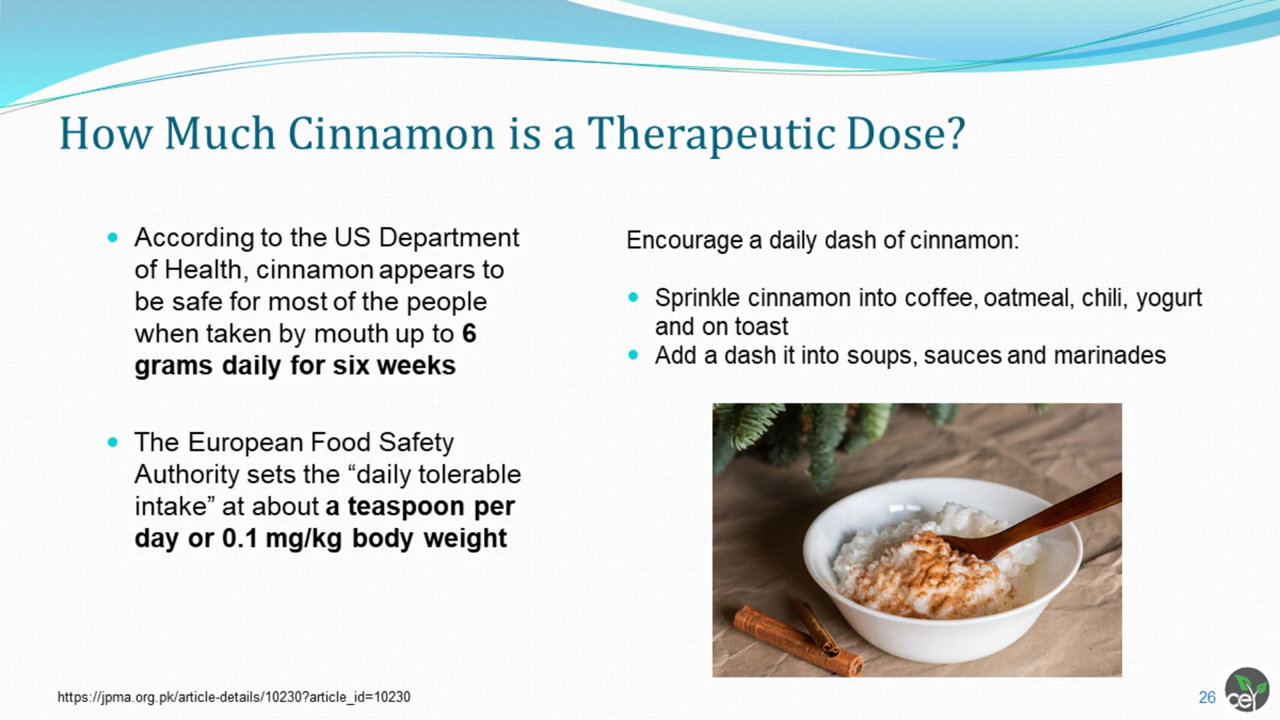 How Much Cinnamon is a Therapeutic Dose?
According to the US Department
of Health, cinnamon appears to
be safe for most of the people
when taken by mouth up to 6
grams daily for six weeks
The European Food Safety
Authority sets the “daily tolerable
intake” at about a teaspoon per
day or 0.1 mg/kg body weight
Encourage a daily dash of cinnamon:
Sprinkle cinnamon into coffee, oatmeal, chili, yogurt
and on toast
Add a dash it into soups, sauces and marinades
https://jpma.org.pk/article-details/10230?article_id=10230
26
cei